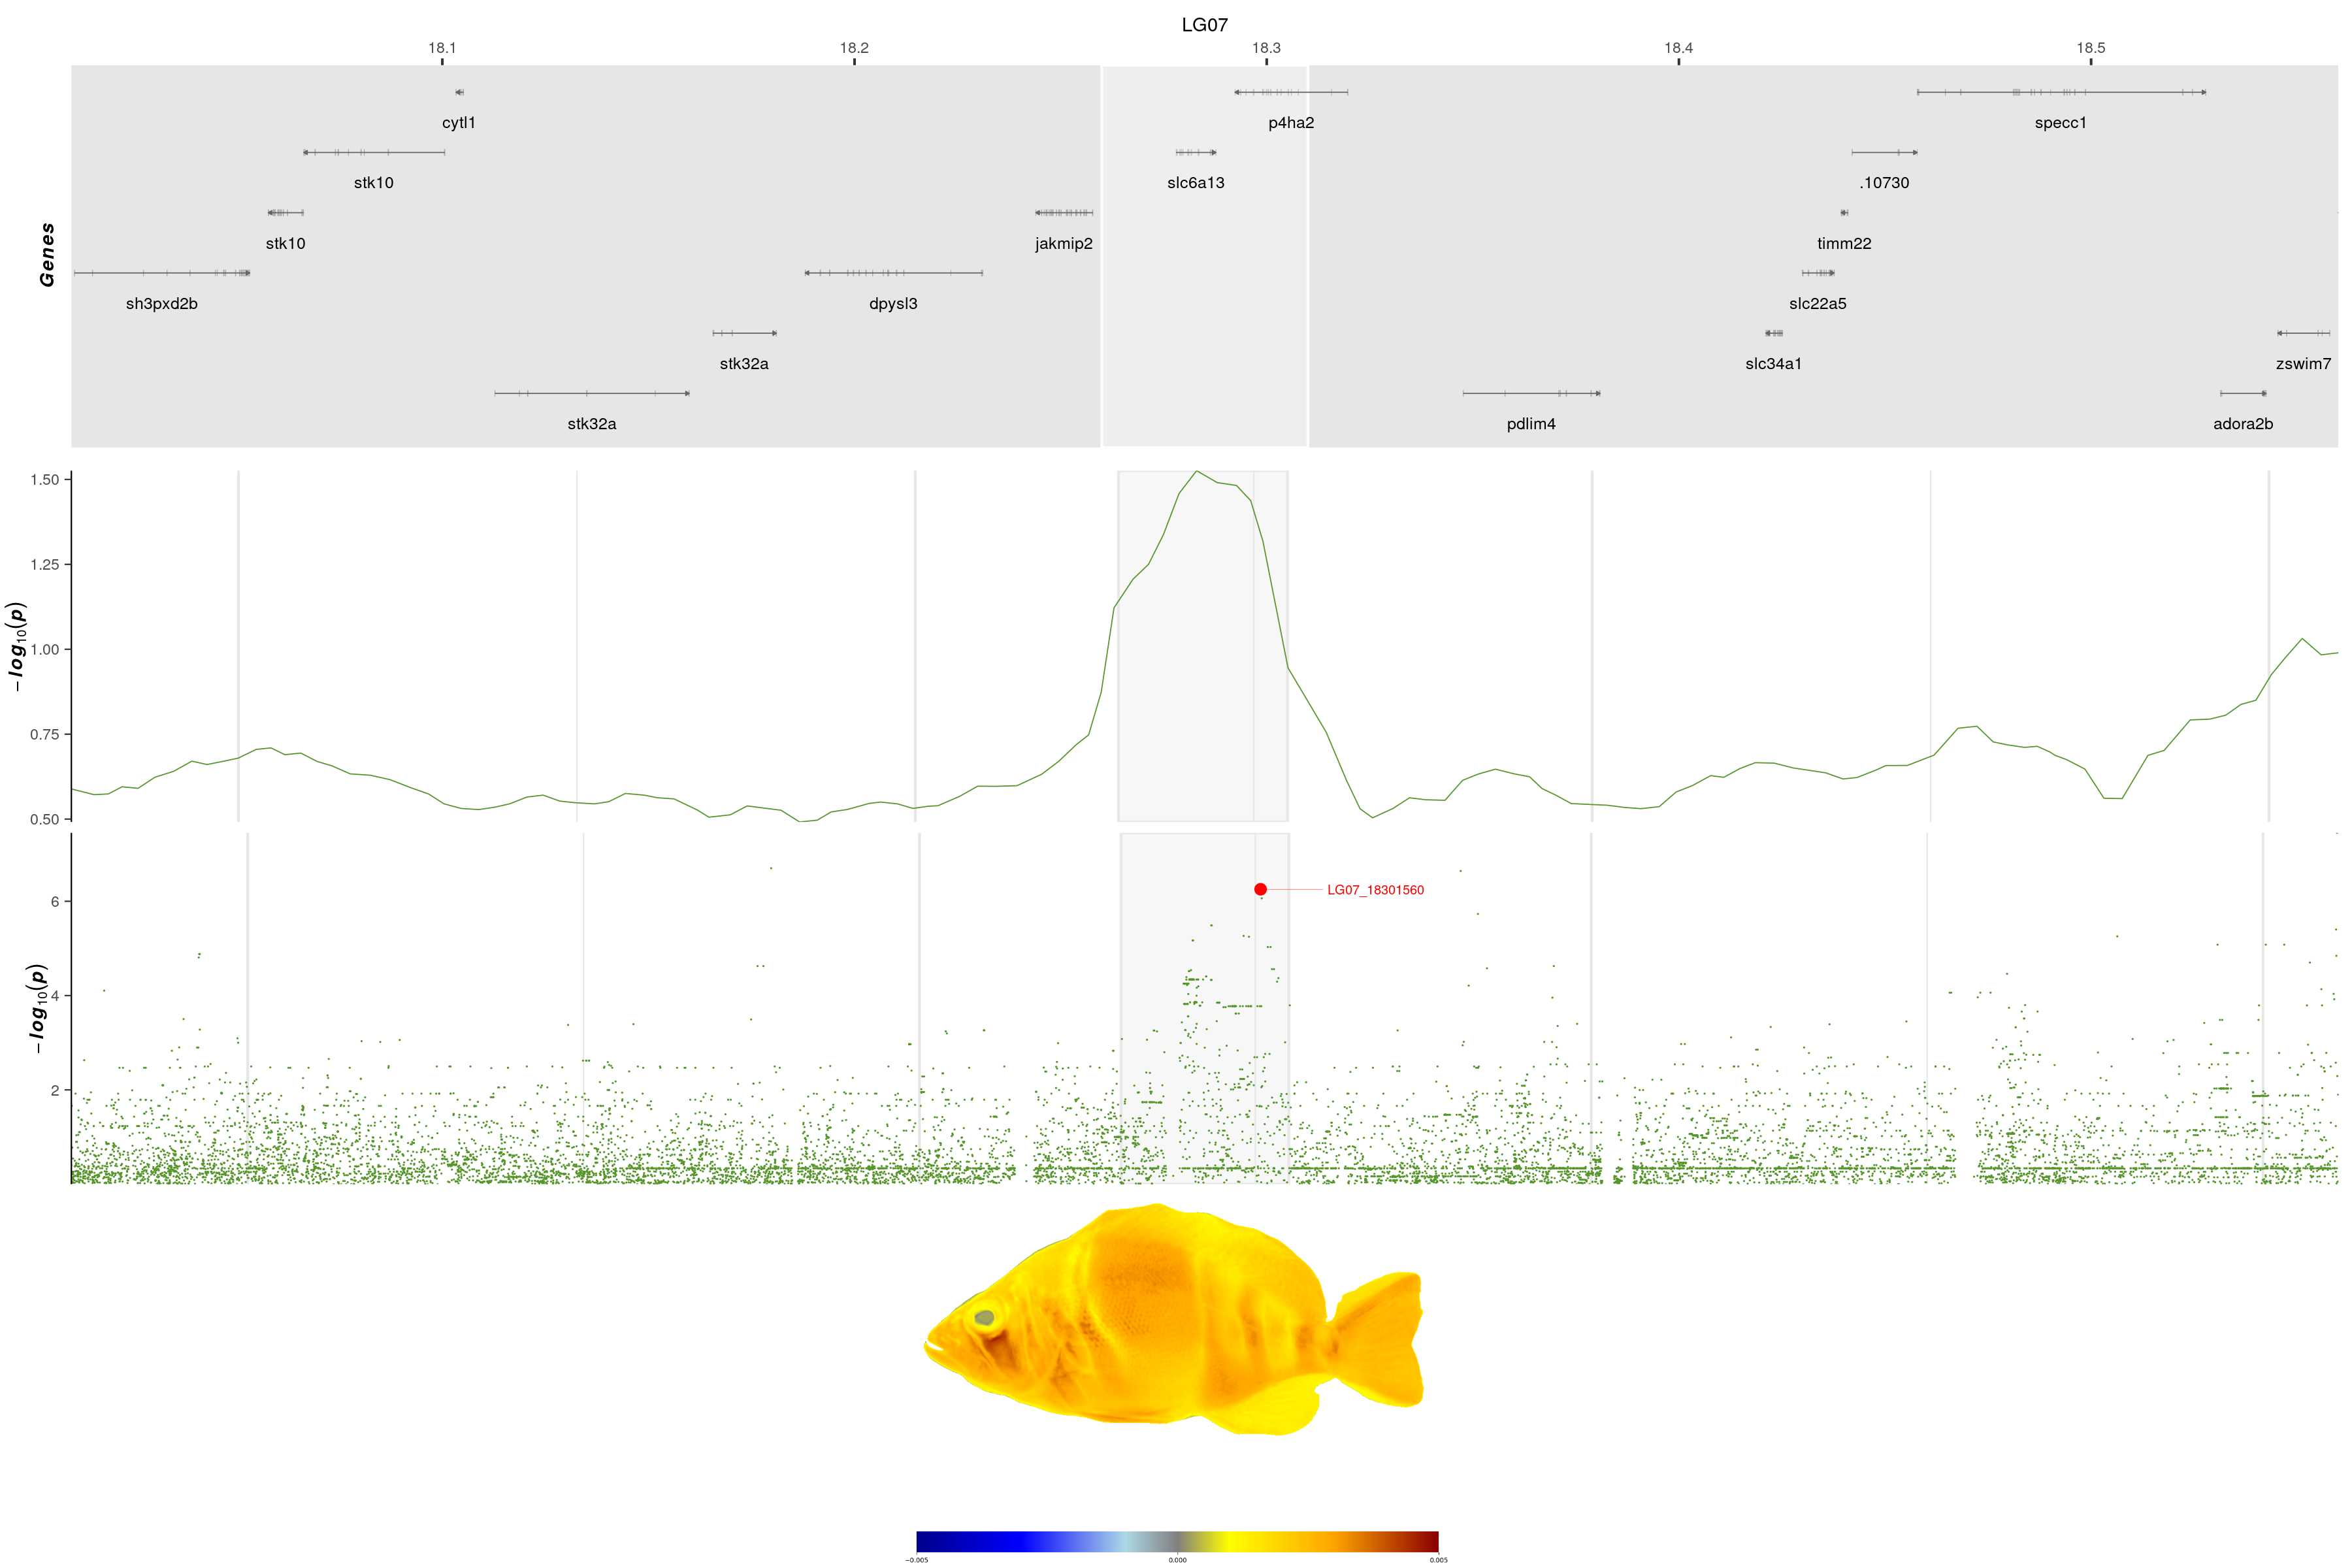 LG07
18.1 18.2 18.3 18.4 18.5
Genes
cytl1 p4ha2 specc1
stk10 slc6a13 .10730
stk10 jakmip2 timm22
sh3pxd2b dpysl3 slc22a5
stk32a slc34a1 zswim7
stk32a pdlim4 adora2b
−log10(p)
1.50
1.25
1.00
0.75
0.50
−log10(p)
6
4
2
LG07_18301560
−0.005 0.000 0.005